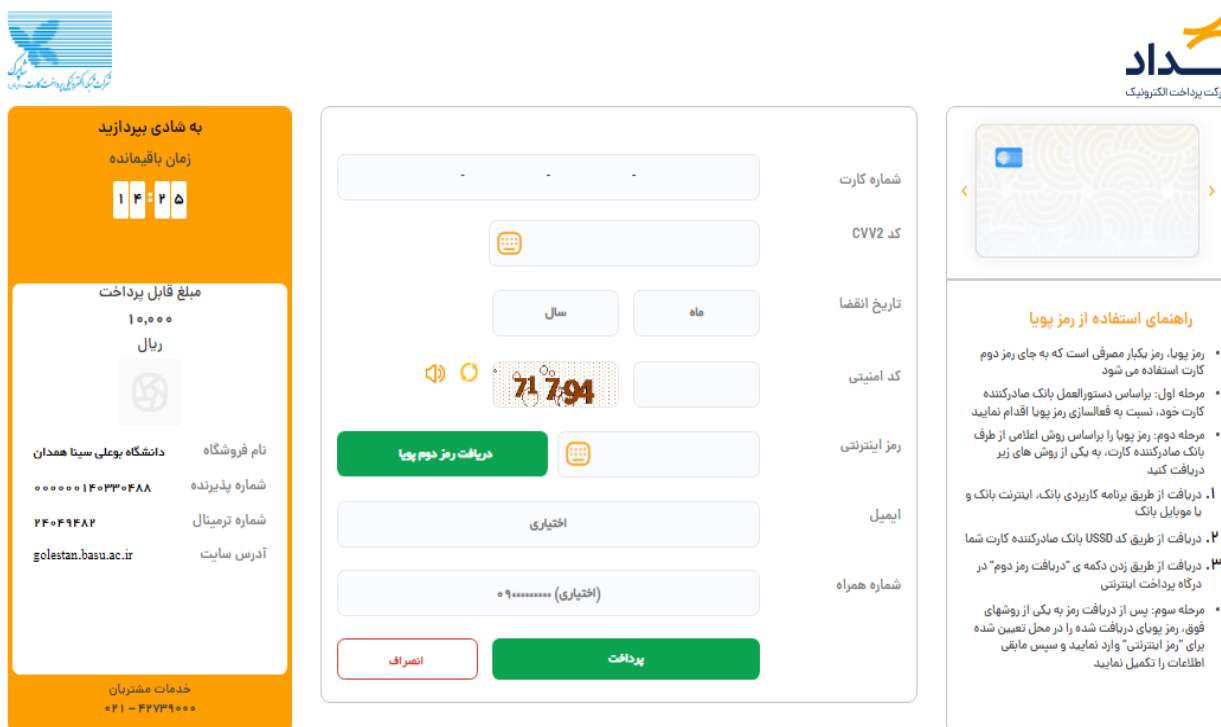 ـداد
رکت پرداخت الکترونیک
راهنمای استفاده از رمز پویا
• رمز پویا، رمز یکبار مصرفی است که به جای رمز دوم
کارت استفاده می شود
• مرحله اول: براساس دستورالعمل بانک صادرکننده
کارت خود، نسبت به فعالسازی رمز پویا اقدام نمایید
• مرحله دوم: رمز پویا را براساس روش اعلامی از طرف
بانک صادرکننده کارت، به یکی از روش های زیر
دریافت کنید
۱. دریافت از طریق برنامه کاربردی بانک، اینترنت بانک و
یا موبایل بانک
۲. دریافت از طریق کد USSD بانک صادرکننده کارت شما
۳. دریافت از طریق زدن دکمه ی "دریافت رمز دوم" در
درگاه پرداخت اینترنتی
• مرحله سوم: پس از دریافت رمز به یکی از روشهای
فوق، رمز پویای دریافت شده را در محل تعیین شده
برای "رمز اینترنتی" وارد نمایید و سپس مابقی
اطلاعات را تکمیل نمایید
شماره کارت - - -
کد CVV2
تاریخ انقضا ماه سال
کد امنیتی 71794
رمز اینترنتی دریافت رمز دوم پویا
ایمیل اختیاری
شماره همراه (اختیاری) ۰۹.........
پرداخت انصراف
شاپرک
شرکت شبکه الکترونیکی پرداخت کارت
به شادی بپردازید
زمان باقیمانده
۱۴:۲۵
مبلغ قابل پرداخت
۱۰,۰۰۰
ریال
نام فروشگاه دانشگاه بوعلی سینا همدان
شماره پذیرنده ۰۰۰۰۰۰۱۴۰۳۳۰۴۸۸
شماره ترمینال ۲۴۰۴۹۴۸۲
آدرس سایت golestan.basu.ac.ir
خدمات مشتریان
۰۲۱ – ۴۲۷۳۹۰۰۰